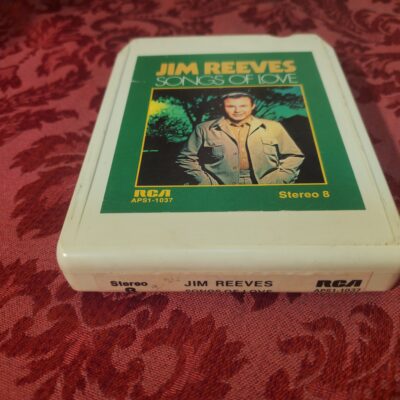 JIM REEVES
SONGS OF LOVE
RCA
APS1-1037
Stereo 8
Stereo
8
JIM REEVES
SONGS OF LOVE
RCA
APS1-1037